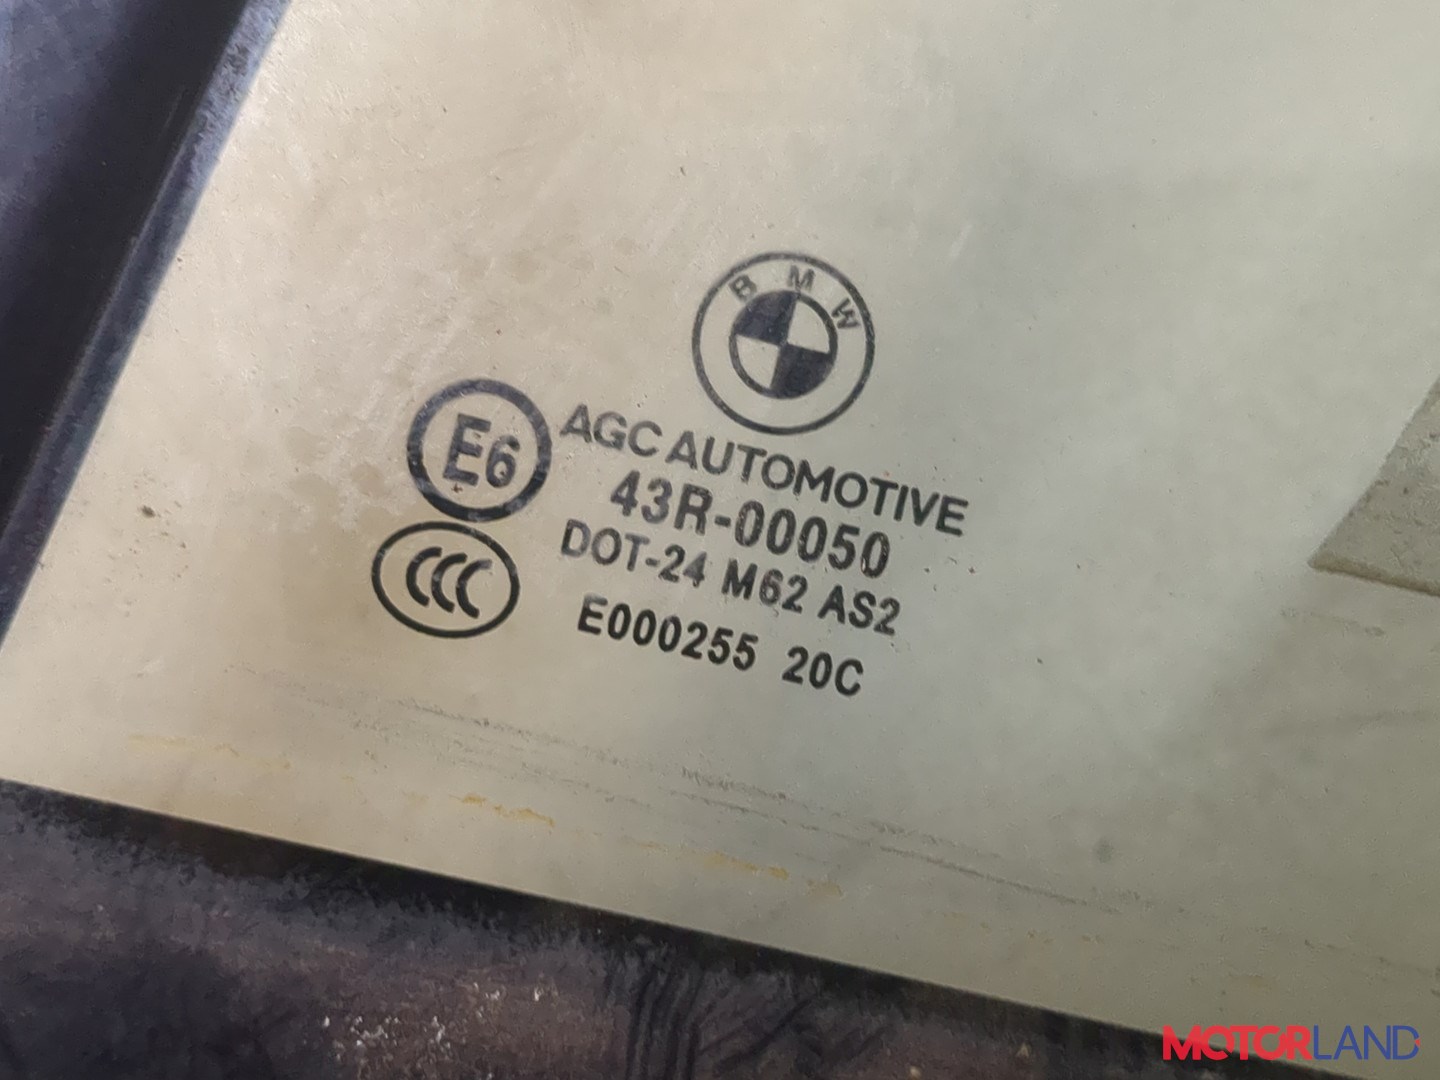 BMW
E6
AGC AUTOMOTIVE
43R-00050
DOT-24 M62 AS2
CCC
E000255 20C
MOTORLAND